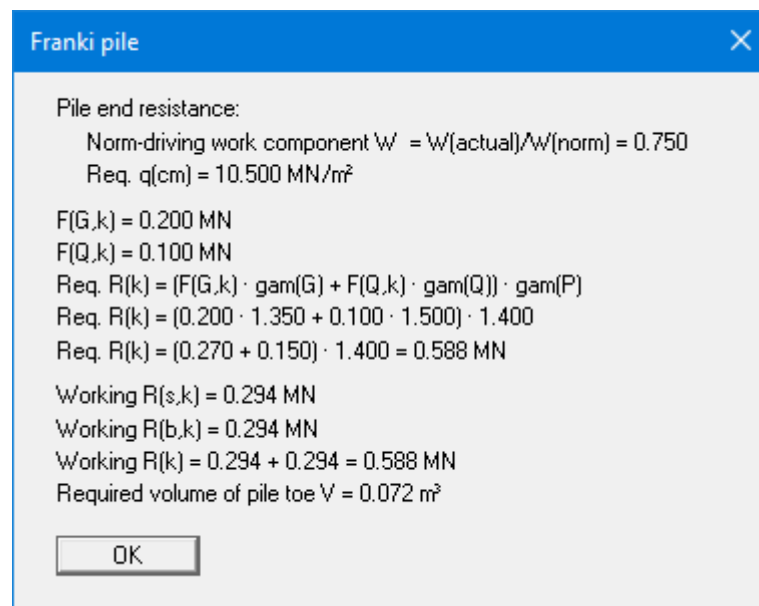 Franki pile
Pile end resistance:
Norm-driving work component W = W(actual)/W(norm) = 0.750
Req. q(cm) = 10.500 MN/m²
F(G,k) = 0.200 MN
F(Q,k) = 0.100 MN
Req. R(k) = (F(G,k) · gam(G) + F(Q,k) · gam(Q)) · gam(P)
Req. R(k) = (0.200 · 1.350 + 0.100 · 1.500) · 1.400
Req. R(k) = (0.270 + 0.150) · 1.400 = 0.588 MN
Working R(s,k) = 0.294 MN
Working R(b,k) = 0.294 MN
Working R(k) = 0.294 + 0.294 = 0.588 MN
Required volume of pile toe V = 0.072 m³
OK